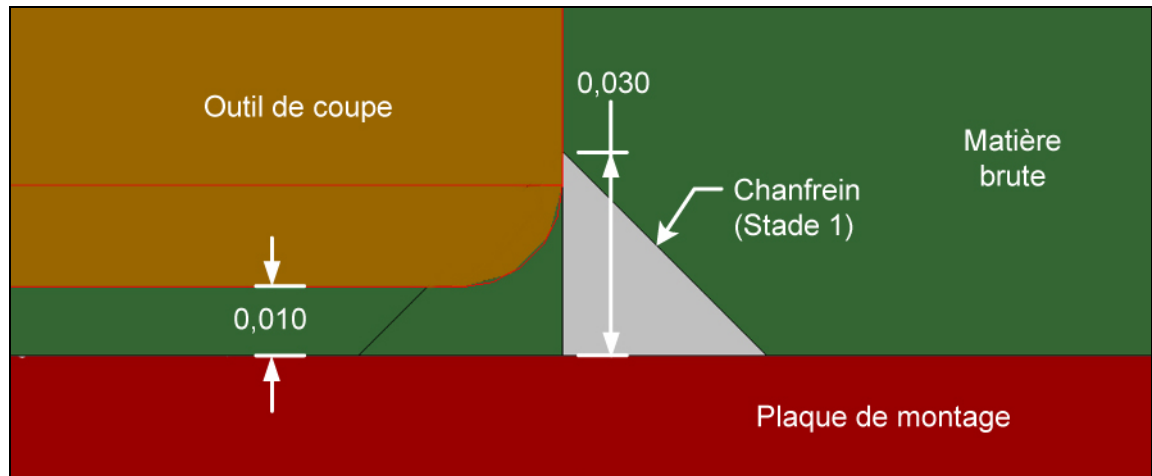 Outil de coupe
0,030
Matière
brute
Chanfrein
(Stade 1)
0,010
Plaque de montage